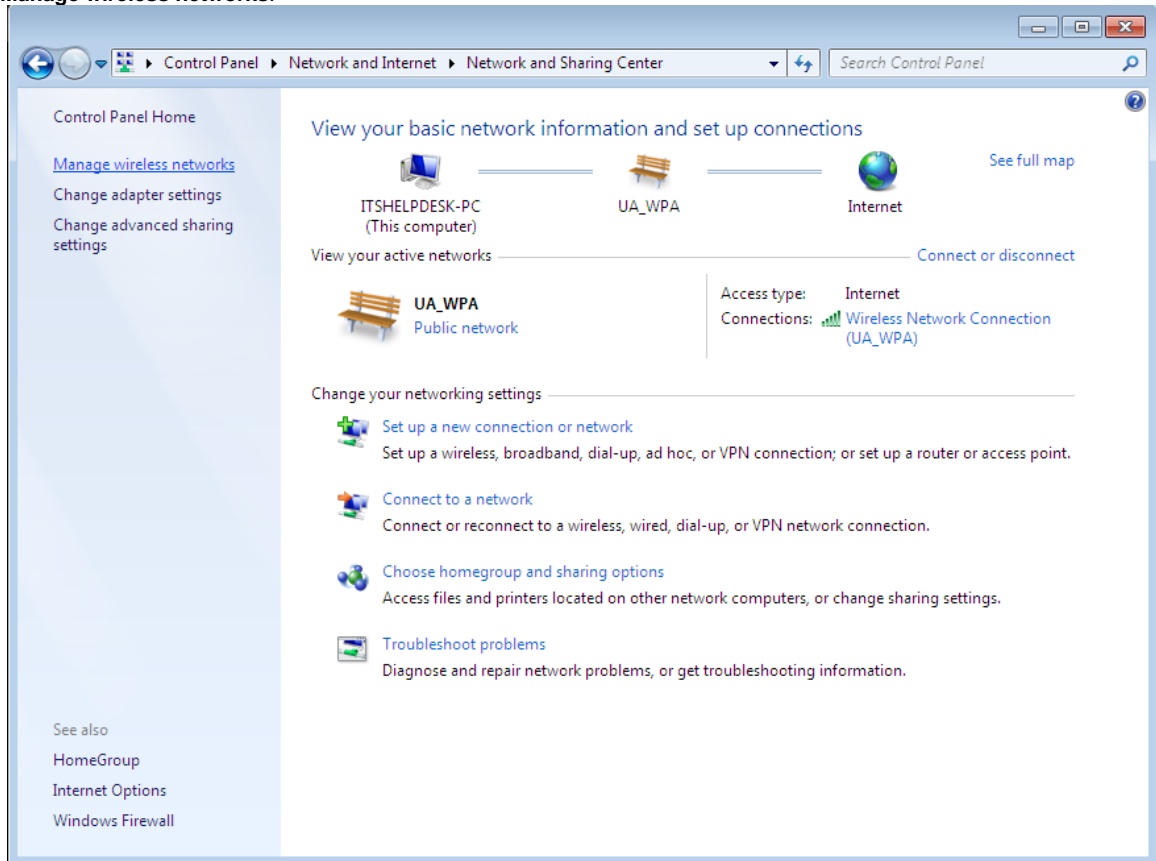 Manage wireless networks.
Control Panel Network and Internet Network and Sharing Center
Search Control Panel
Control Panel Home
Manage wireless networks
Change adapter settings
Change advanced sharing
settings
View your basic network information and set up connections
See full map
ITSHELPDESK-PC
(This computer)
UA_WPA
Internet
View your active networks
Connect or disconnect
UA_WPA
Public network
Access type: Internet
Connections: Wireless Network Connection
(UA_WPA)
Change your networking settings
Set up a new connection or network
Set up a wireless, broadband, dial-up, ad hoc, or VPN connection; or set up a router or access point.
Connect to a network
Connect or reconnect to a wireless, wired, dial-up, or VPN network connection.
Choose homegroup and sharing options
Access files and printers located on other network computers, or change sharing settings.
Troubleshoot problems
Diagnose and repair network problems, or get troubleshooting information.
See also
HomeGroup
Internet Options
Windows Firewall